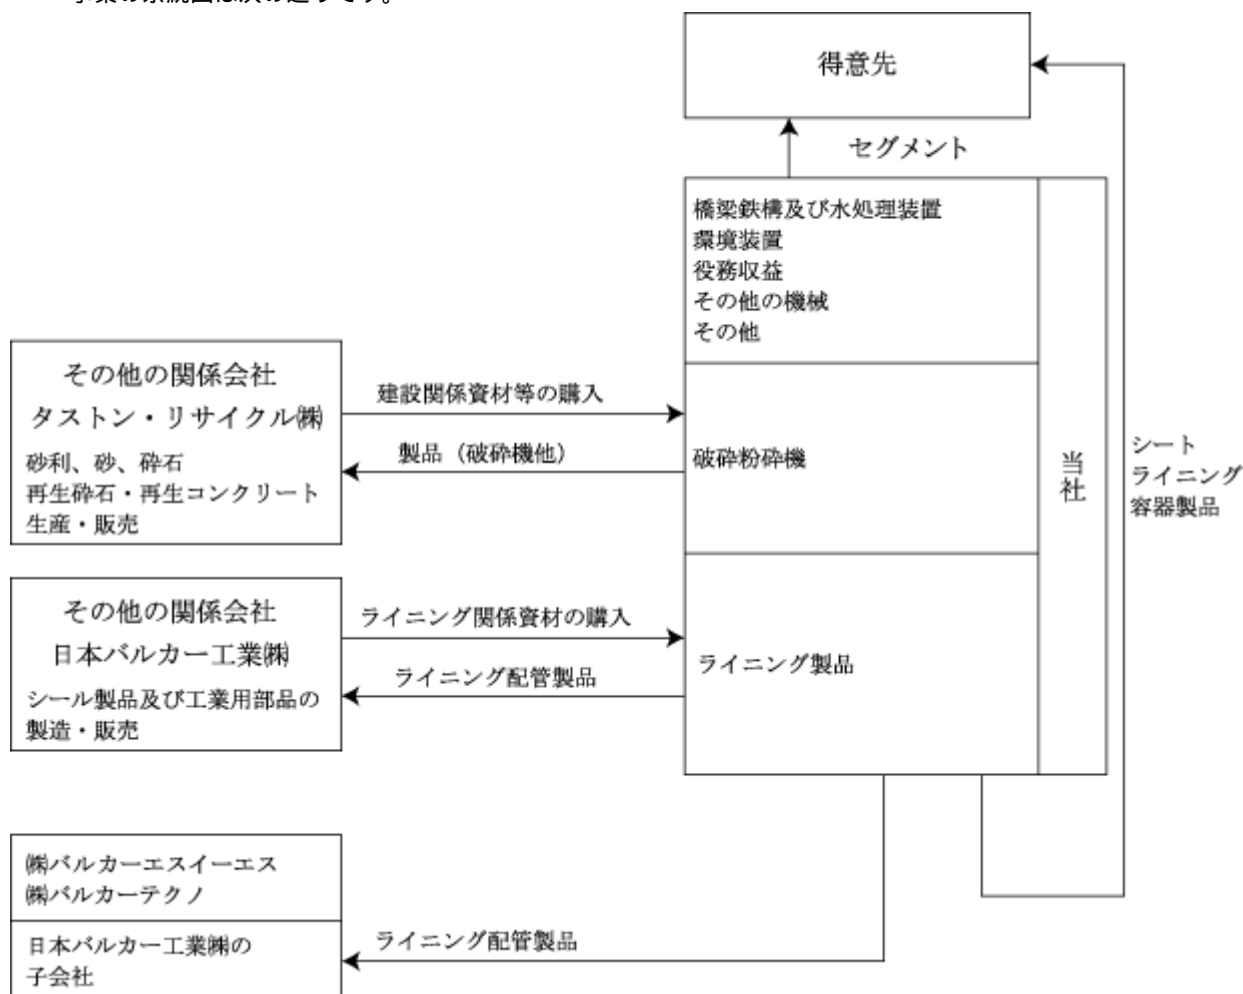 事業の系統図は次の通りです。
得意先
セグメント
橋梁鉄構及び水処理装置
環境装置
役務収益
その他の機械
その他
その他の関係会社
タストン・リサイクル㈱
砂利、砂、砕石
再生砕石・再生コンクリート
生産・販売
建設関係資材等の購入
製品（破砕機他）
破砕粉砕機
当社
シート
ライニング
容器製品
その他の関係会社
日本バルカー工業㈱
シール製品及び工業用部品の
製造・販売
ライニング関係資材の購入
ライニング配管製品
ライニング製品
㈱バルカーエスイーエス
㈱バルカーテクノ
日本バルカー工業㈱の
子会社
ライニング配管製品